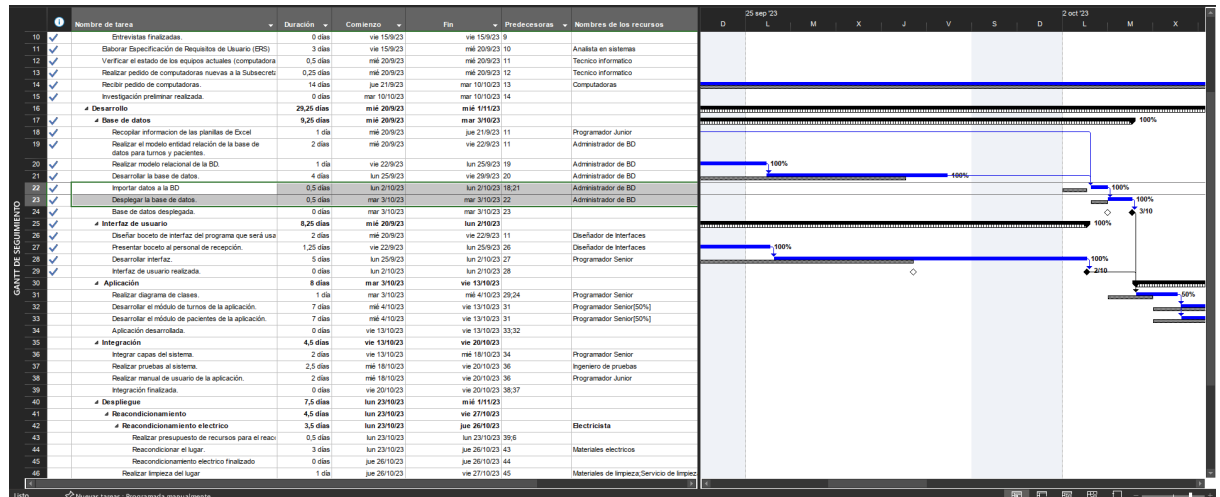 25 sep '23 2 oct '23
Nombre de tarea Duración Comienzo Fin Predecesoras Nombres de los recursos D L M X J V S D L M X
10 Entrevistas finalizadas. 0 días vie 15/9/23 vie 15/9/23 9
11 Elaborar Especificación de Requisitos de Usuario (ERS) 3 días vie 15/9/23 mié 20/9/23 10 Analista en sistemas
12 Verificar el estado de los equipos actuales (computadora 0,5 días mié 20/9/23 mié 20/9/23 11 Tecnico informatico
13 Realizar pedido de computadoras nuevas a la Subsecreta 0,25 días mié 20/9/23 mié 20/9/23 12 Tecnico informatico
14 Recibir pedido de computadoras. 14 días jue 21/9/23 mar 10/10/23 13 Computadoras
15 Investigación preliminar realizada. 0 días mar 10/10/23 mar 10/10/23 14
16 Desarrollo 29,25 días mié 20/9/23 mié 1/11/23
17 Base de datos 9,25 días mié 20/9/23 mar 3/10/23 100%
18 Recopilar informacion de las planillas de Excel 1 día mié 20/9/23 jue 21/9/23 11 Programador Junior
19 Realizar el modelo entidad relación de la base de 2 días mié 20/9/23 vie 22/9/23 11 Administrador de BD
datos para turnos y pacientes.
20 Realizar modelo relacional de la BD. 1 día vie 22/9/23 lun 25/9/23 19 Administrador de BD 100%
21 Desarrollar la base de datos. 4 días lun 25/9/23 vie 29/9/23 20 Administrador de BD 100%
22 Importar datos a la BD 0,5 días lun 2/10/23 lun 2/10/23 18;21 Administrador de BD 100%
23 Desplegar la base de datos. 0,5 días mar 3/10/23 mar 3/10/23 22 Administrador de BD 100%
24 Base de datos desplegada. 0 días mar 3/10/23 mar 3/10/23 23 3/10
25 Interfaz de usuario 8,25 días mié 20/9/23 lun 2/10/23 100%
26 Diseñar boceto de interfaz del programa que será usa 2 días mié 20/9/23 vie 22/9/23 11 Diseñador de Interfaces
27 Presentar boceto al personal de recepción. 1,25 días vie 22/9/23 lun 25/9/23 26 Diseñador de Interfaces 100%
28 Desarrollar interfaz. 5 días lun 25/9/23 lun 2/10/23 27 Programador Senior 100%
29 Interfaz de usuario realizada. 0 días lun 2/10/23 lun 2/10/23 28 2/10
30 Aplicación 8 días mar 3/10/23 vie 13/10/23
31 Realizar diagrama de clases. 1 día mar 3/10/23 mié 4/10/23 29;24 Programador Senior 50%
32 Desarrollar el módulo de turnos de la aplicación. 7 días mié 4/10/23 vie 13/10/23 31 Programador Senior[50%]
33 Desarrollar el módulo de pacientes de la aplicación. 7 días mié 4/10/23 vie 13/10/23 31 Programador Senior[50%]
34 Aplicación desarrollada. 0 días vie 13/10/23 vie 13/10/23 33;32
35 Integración 4,5 días vie 13/10/23 vie 20/10/23
36 Integrar capas del sistema. 2 días vie 13/10/23 mié 18/10/23 34 Programador Senior
37 Realizar pruebas al sistema. 2,5 días mié 18/10/23 vie 20/10/23 36 Ingeniero de pruebas
38 Realizar manual de usuario de la aplicación. 2 días mié 18/10/23 vie 20/10/23 36 Programador Junior
39 Integración finalizada. 0 días vie 20/10/23 vie 20/10/23 38;37
40 Despliegue 7,5 días lun 23/10/23 mié 1/11/23
41 Reacondicionamiento 4,5 días lun 23/10/23 vie 27/10/23
42 Reacondicionamiento electrico 3,5 días lun 23/10/23 jue 26/10/23 Electricista
43 Realizar presupuesto de recursos para el reaco 0,5 días lun 23/10/23 lun 23/10/23 39;6
44 Reacondicionar el lugar. 3 días lun 23/10/23 jue 26/10/23 43 Materiales electricos
45 Reacondicionamiento electrico finalizado 0 días jue 26/10/23 jue 26/10/23 44
46 Realizar limpieza del lugar 1 día jue 26/10/23 vie 27/10/23 45 Materiales de limpieza;Servicio de limpiez
GANTT DE SEGUIMIENTO
Listo Nuevas tareas : Programada manualmente